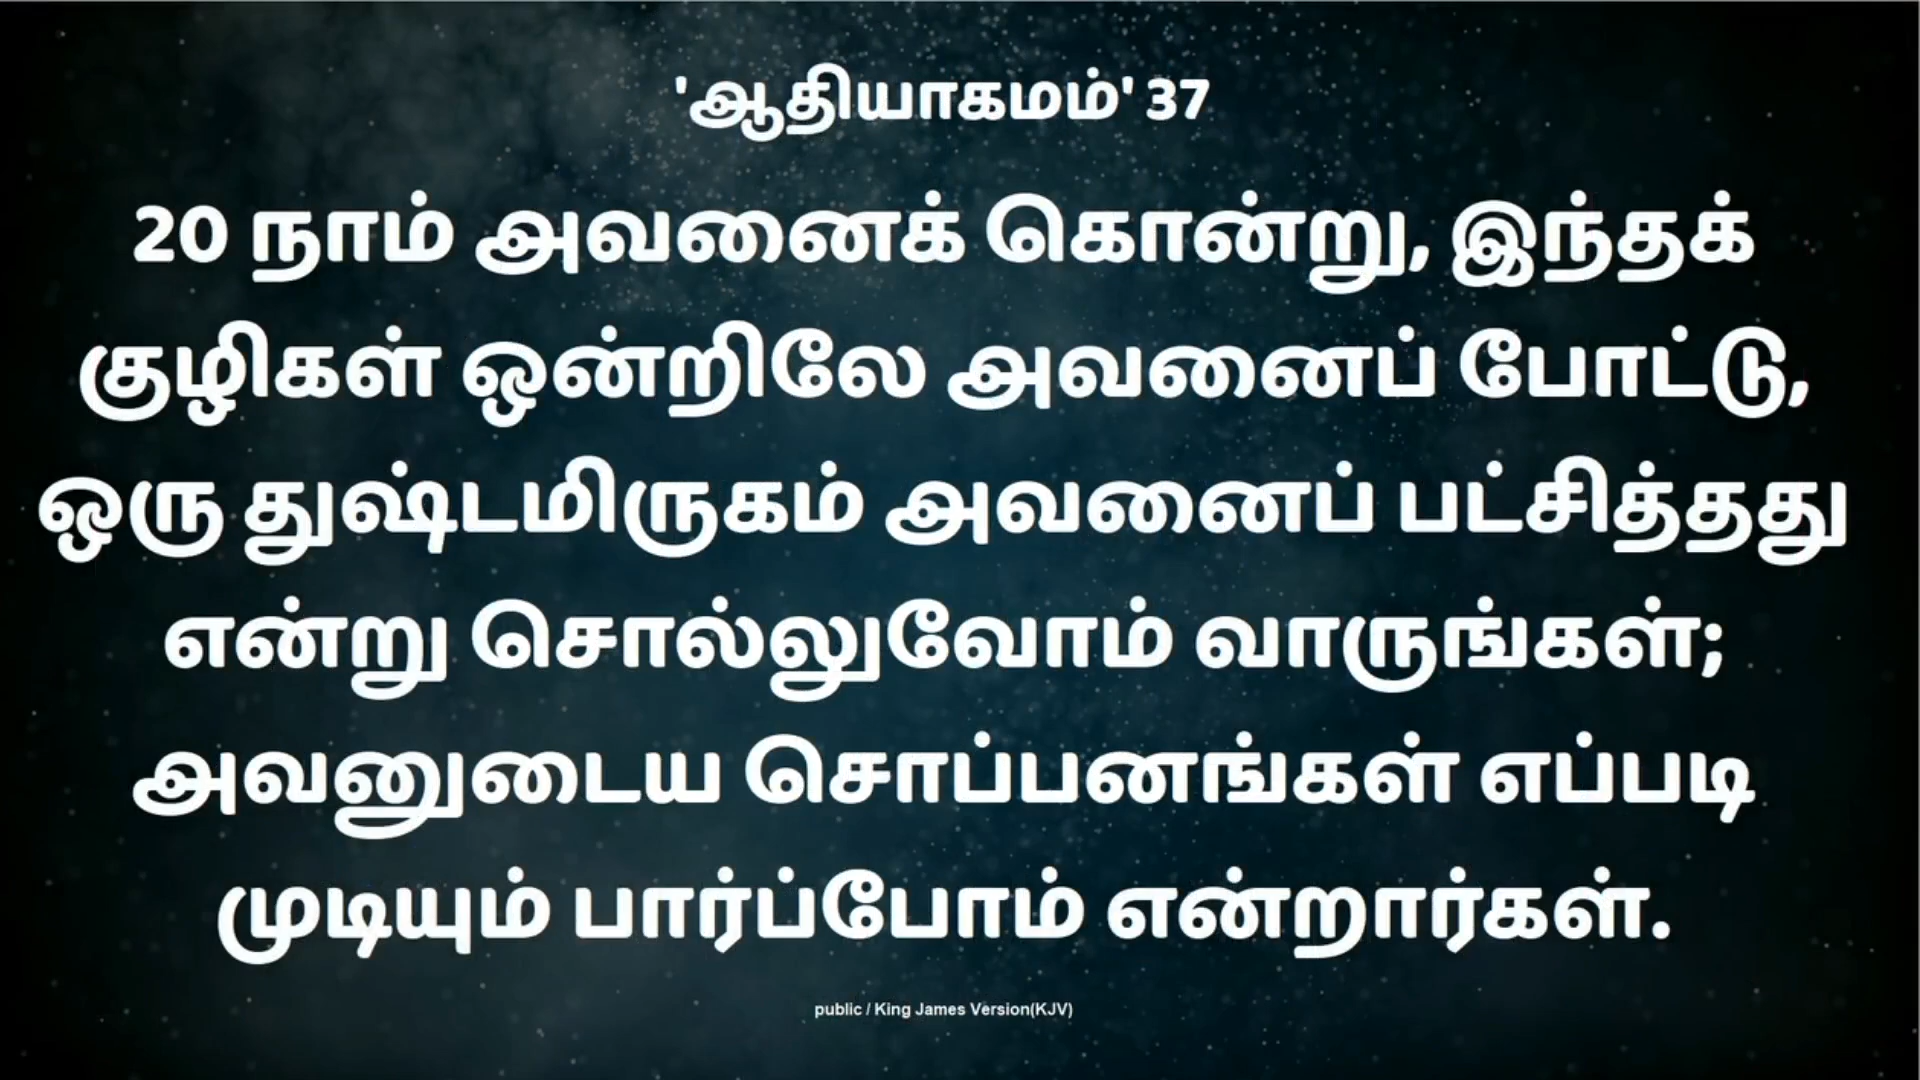 'ஆதியாகமம்' 37
20 நாம் அவனைக் கொன்று, இந்தக்
குழிகள் ஒன்றிலே அவனைப் போட்டு,
ஒரு துஷ்டமிருகம் அவனைப் பட்சித்தது
என்று சொல்லுவோம் வாருங்கள்;
அவனுடைய சொப்பனங்கள் எப்படி
முடியும் பார்ப்போம் என்றார்கள்.
public / King James Version(KJV)